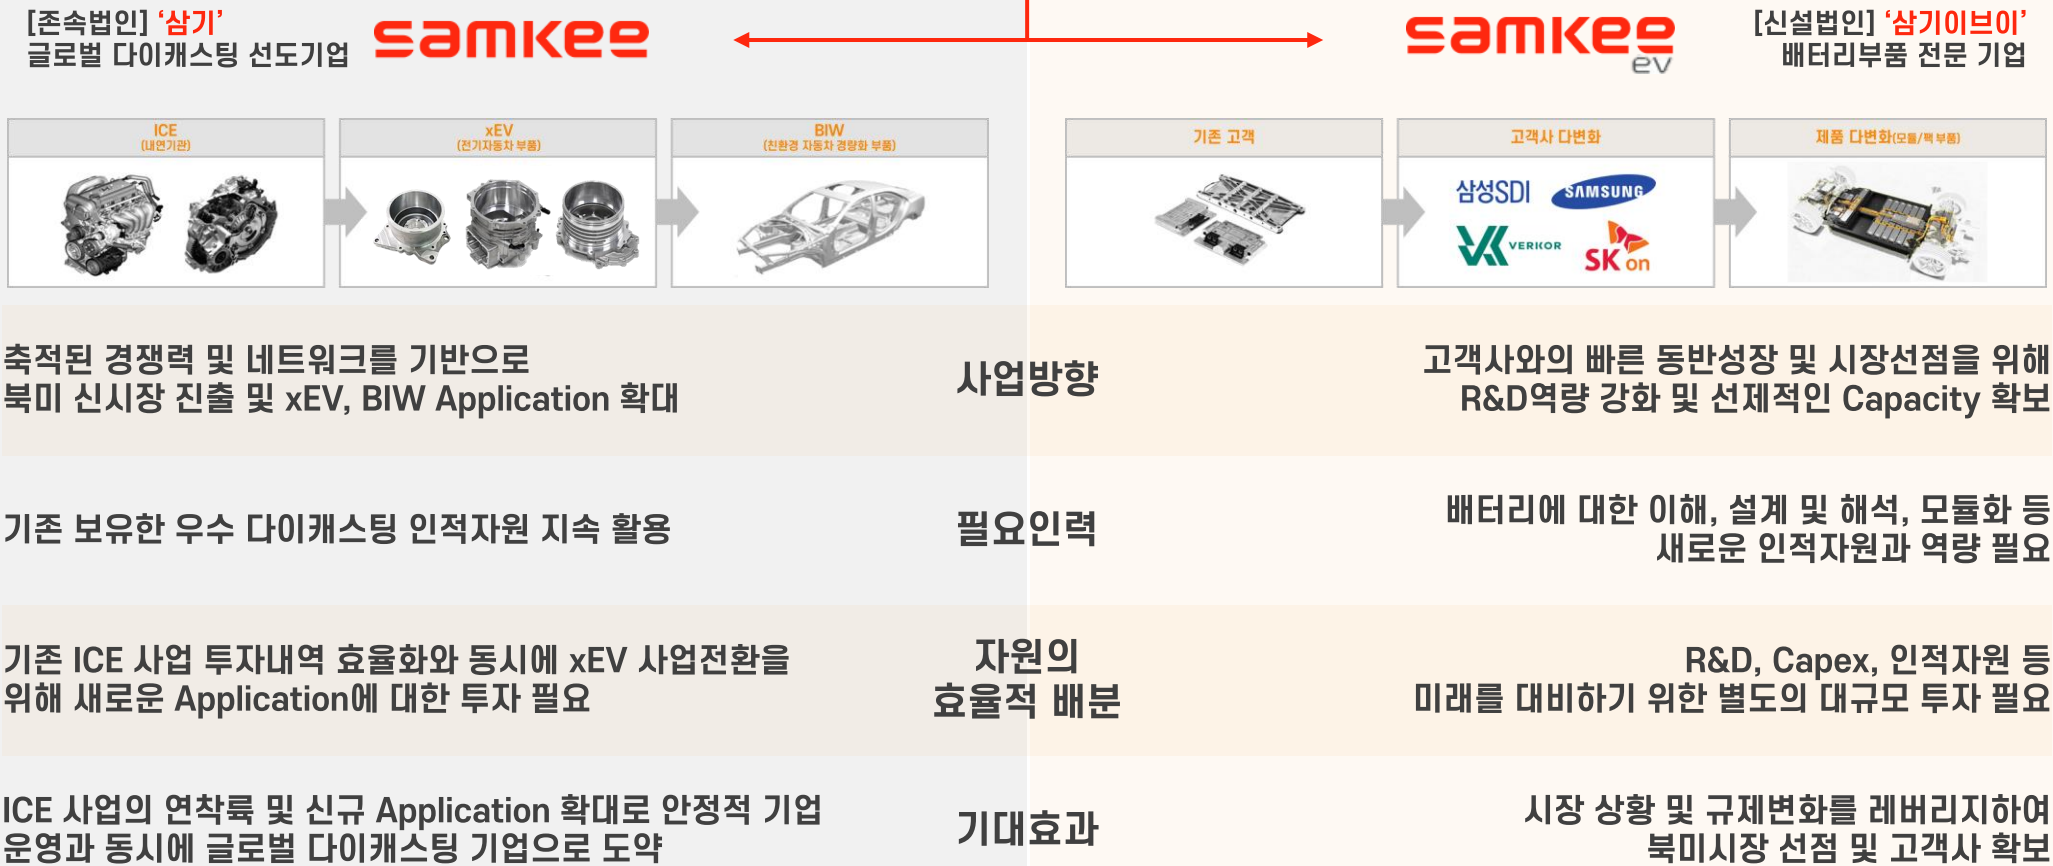 [존속법인] ‘삼기’
글로벌 다이캐스팅 선도기업
samkee
samkee
ev
[신설법인] ‘삼기이브이’
배터리부품 전문 기업
ICE
(내연기관)
xEV
(전기자동차 부품)
BIW
(친환경 자동차 경량화 부품)
기존 고객
고객사 다변화
제품 다변화(모듈/팩 부품)
삼성SDI
SAMSUNG
VERKOR
SK on
축적된 경쟁력 및 네트워크를 기반으로
북미 신시장 진출 및 xEV, BIW Application 확대
사업방향
고객사와의 빠른 동반성장 및 시장선점을 위해
R&D역량 강화 및 선제적인 Capacity 확보
기존 보유한 우수 다이캐스팅 인적자원 지속 활용
필요인력
배터리에 대한 이해, 설계 및 해석, 모듈화 등
새로운 인적자원과 역량 필요
기존 ICE 사업 투자내역 효율화와 동시에 xEV 사업전환을
위해 새로운 Application에 대한 투자 필요
자원의
효율적 배분
R&D, Capex, 인적자원 등
미래를 대비하기 위한 별도의 대규모 투자 필요
ICE 사업의 연착륙 및 신규 Application 확대로 안정적 기업
운영과 동시에 글로벌 다이캐스팅 기업으로 도약
기대효과
시장 상황 및 규제변화를 레버리지하여
북미시장 선점 및 고객사 확보